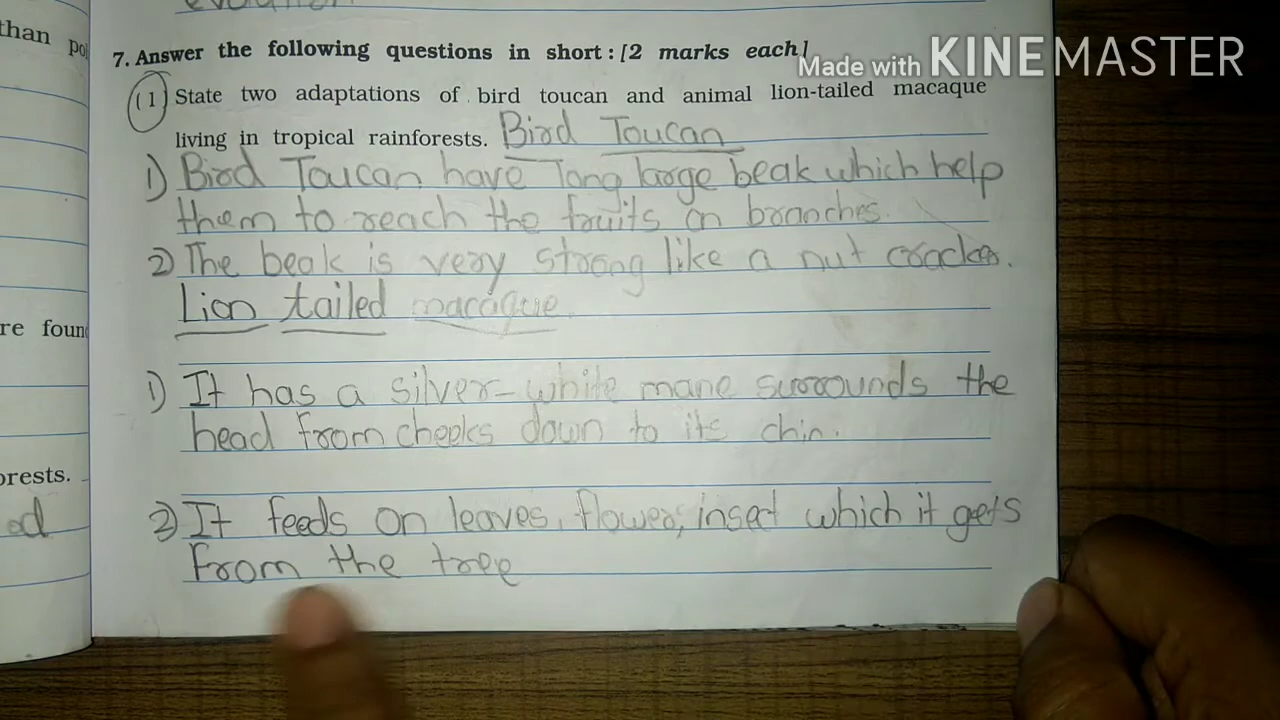 evaluation.
than po
7. Answer the following questions in short : [2 marks each]
Made with KINEMASTER
(1) State two adaptations of bird toucan and animal lion-tailed macaque
living in tropical rainforests. Bird Toucan
1) Bird Toucan have long large beak which help
them to reach the fruits on branches.
2) The beak is very strong like a nut cracker.
Lion tailed macaque.
re found
1) It has a silver-white mane surrounds the
head from cheeks down to its chin.
orests.
2) It feeds on leaves, flower, insect which it gets
ed
from the tree